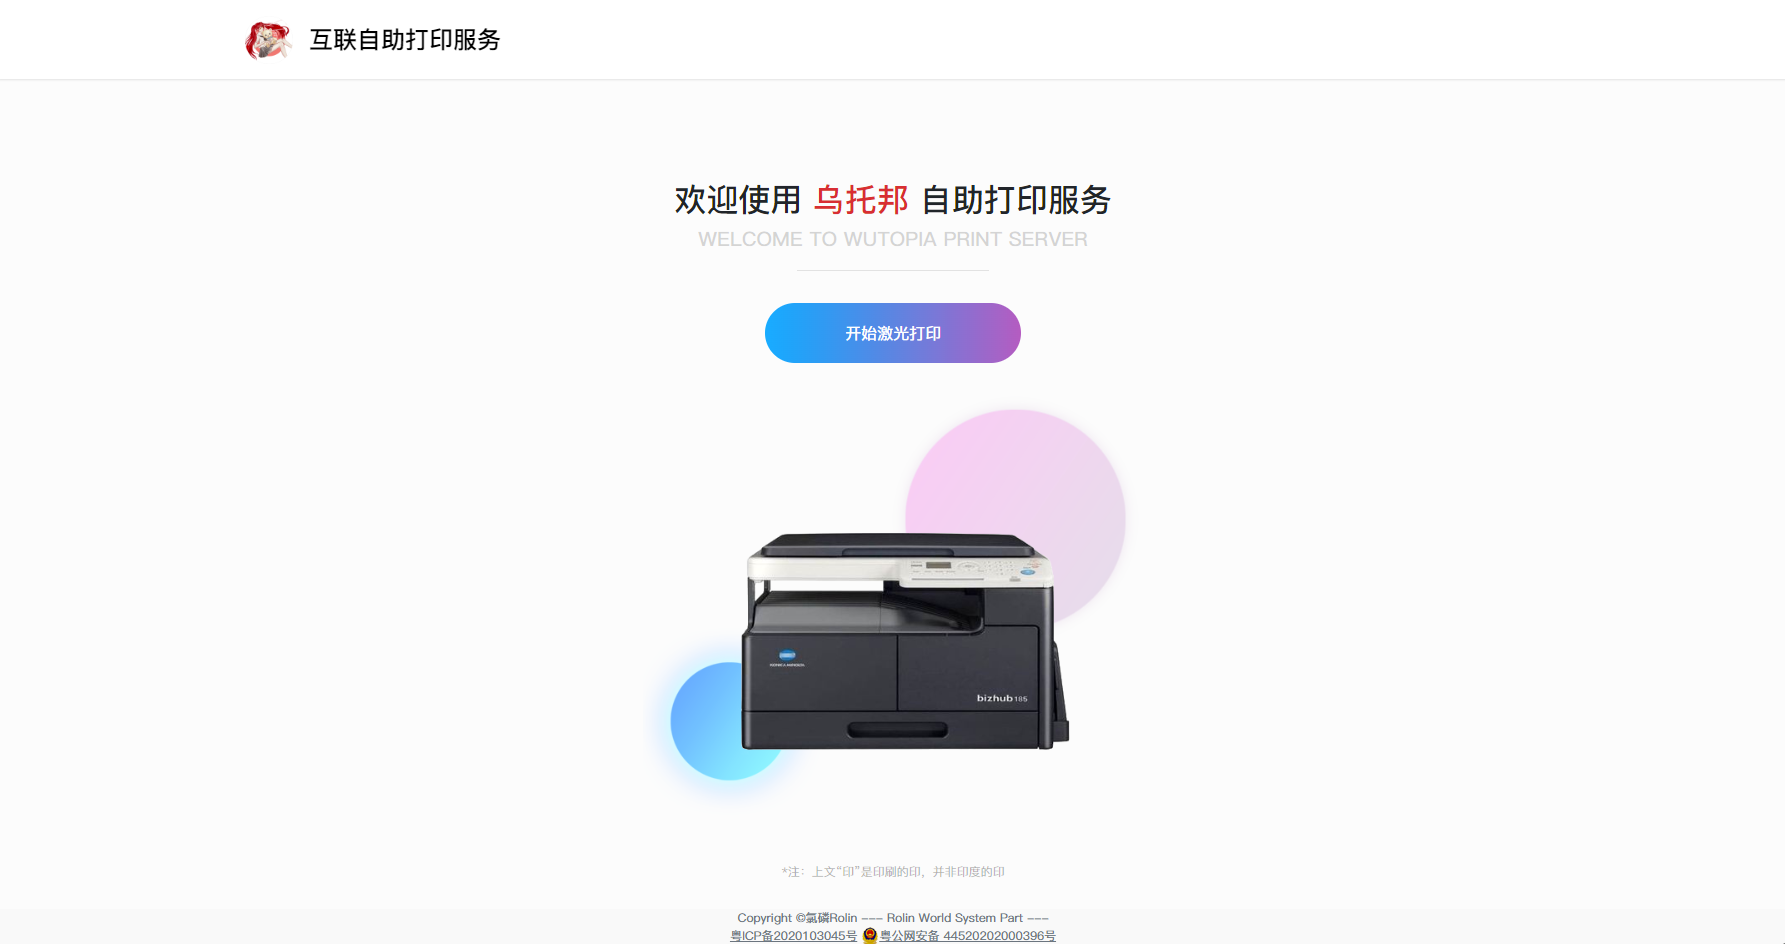 互联自助打印服务
欢迎使用 乌托邦 自助打印服务
WELCOME TO WUTOPIA PRINT SERVER
开始激光打印
KONICA MINOLTA
bizhub 185
*注：上文“印”是印刷的印，并非印度的印
Copyright ©氯磷Rolin --- Rolin World System Part ---
粤ICP备2020103045号 粤公网安备 44520202000396号